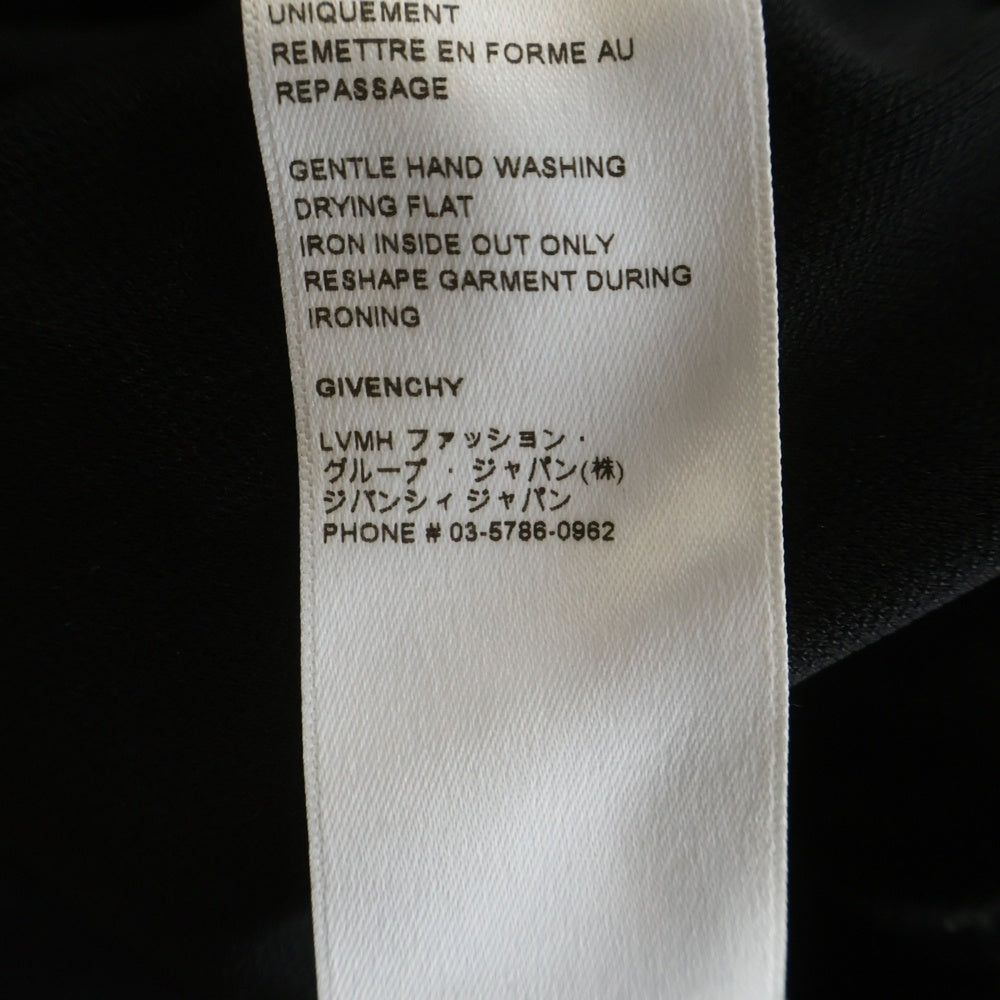 UNIQUEMENT
REMETTRE EN FORME AU
REPASSAGE
GENTLE HAND WASHING
DRYING FLAT
IRON INSIDE OUT ONLY
RESHAPE GARMENT DURING
IRONING
GIVENCHY
LVMH ファッション・
グループ・ジャパン(株)
ジバンシィ ジャパン
PHONE # 03-5786-0962